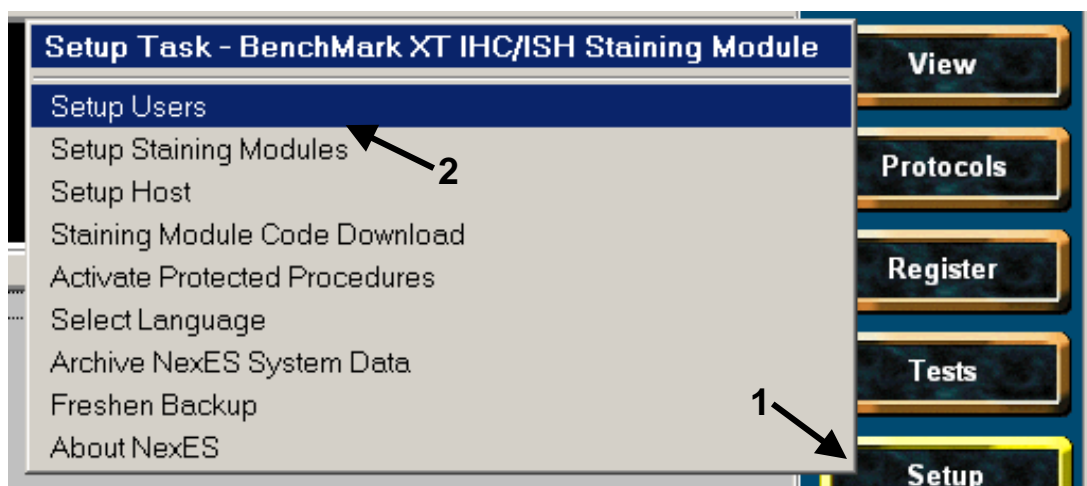 Setup Task - BenchMark XT IHC/ISH Staining Module
Setup Users
Setup Staining Modules
2
Setup Host
Staining Module Code Download
Activate Protected Procedures
Select Language
Archive NexES System Data
Freshen Backup
1
About NexES
View
Protocols
Register
Tests
Setup